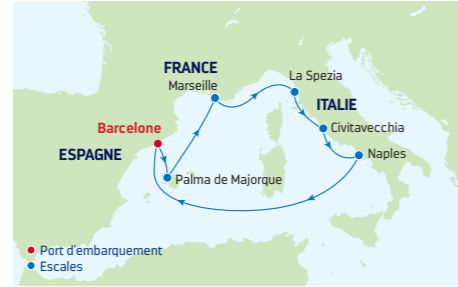 FRANCE
Marseille
La Spezia
ITALIE
Barcelone
Civitavecchia
ESPAGNE
Naples
Palma de Majorque
Port d'embarquement
Escales